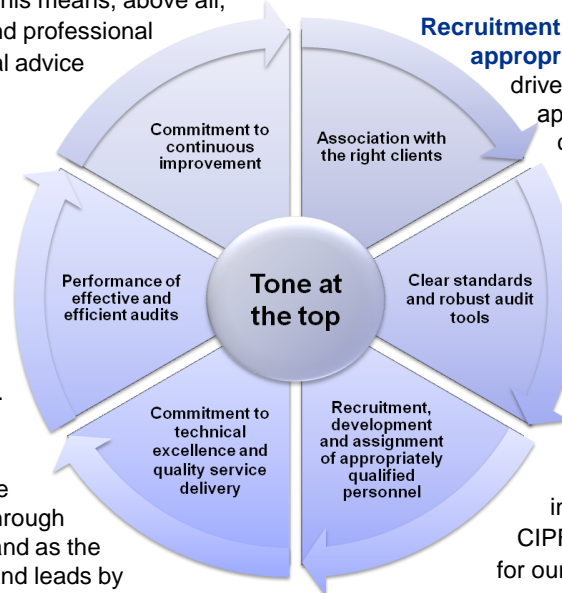 his means, above all,
nd professional
al advice
Recruitment
appropri
drive
ap
c
Commitment to
continuous
improvement
Association with
the right clients
Clear standards
and robust audit
tools
Recruitment,
development
and assignment
of appropriately
qualified
personnel
Commitment to
technical
excellence and
quality service
delivery
Performance of
effective and
efficient audits
Tone at
the top
.
e
hrough
and as the
nd leads by
in
CIPF
for our